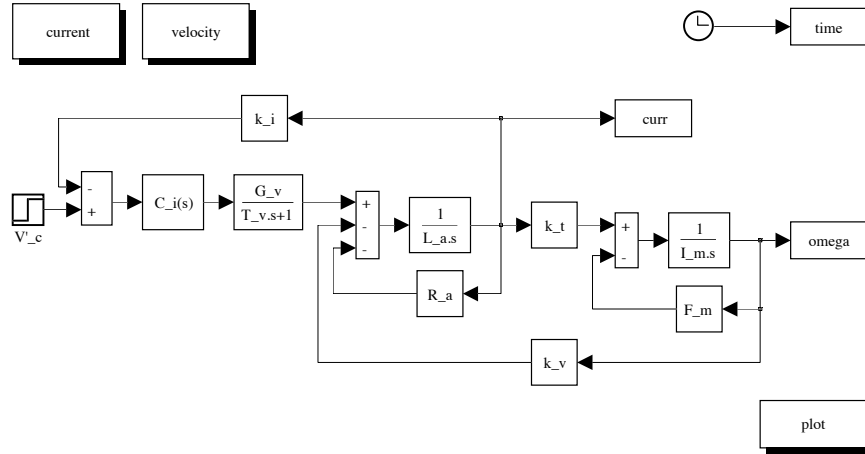 current
velocity
time
k_i
curr
-
+
C_i(s)
G_v
T_v.s+1
+
-
-
1
L_a.s
k_t
+
-
1
I_m.s
omega
V'_c
R_a
F_m
k_v
plot